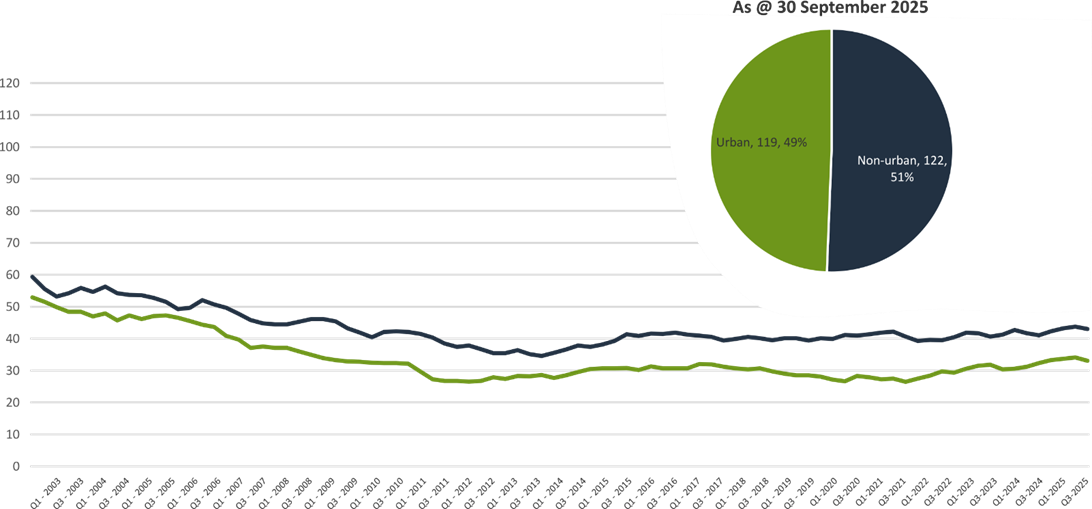 As @ 30 September 2025
Urban, 119, 49%
Non-urban, 122,
51%
120
110
100
90
80
70
60
50
40
30
20
10
0
Q1 - 2003
Q3 - 2003
Q1 - 2004
Q3 - 2004
Q1 - 2005
Q3 - 2005
Q1 - 2006
Q3 - 2006
Q1 - 2007
Q3 - 2007
Q1 - 2008
Q3 - 2008
Q1 - 2009
Q3 - 2009
Q1 - 2010
Q3 - 2010
Q1 - 2011
Q3 - 2011
Q1 - 2012
Q3 - 2012
Q1 - 2013
Q3 - 2013
Q1 - 2014
Q3 - 2014
Q1 - 2015
Q3 - 2015
Q1 - 2016
Q3 - 2016
Q1 - 2017
Q3 - 2017
Q1 - 2018
Q3 - 2018
Q1 - 2019
Q3 - 2019
Q1-2020
Q3-2020
Q1-2021
Q3-2021
Q1-2022
Q3-2022
Q1-2023
Q3-2023
Q1-2024
Q3-2024
Q1-2025
Q3-2025